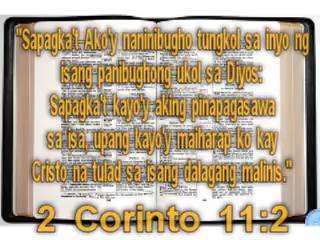 "Sapagka't Ako'y naninibugho tungkol sa inyo ng
isang panibughong ukol sa Diyos:
Sapagka't kayo'y aking pinapagasawa
sa isa, upang kayo'y maiharap ko kay
Cristo na tulad sa isang dalagang malinis."
2 Corinto 11:2